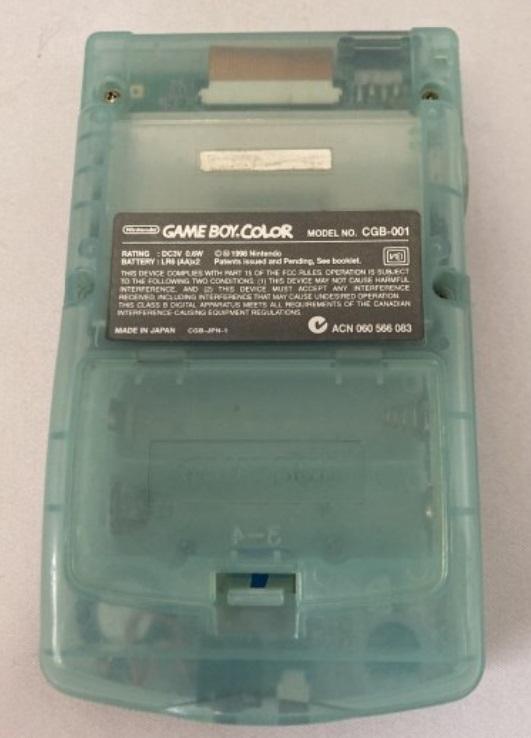 Nintendo GAME BOY COLOR MODEL NO. CGB-001
RATING : DC3V 0.6W © 1998 Nintendo
BATTERY : LR6 (AA)x2 Patents issued and Pending, See booklet.
THIS DEVICE COMPLIES WITH PART 15 OF THE FCC RULES. OPERATION IS SUBJECT
TO THE FOLLOWING TWO CONDITIONS: (1) THIS DEVICE MAY NOT CAUSE HARMFUL
INTERFERENCE, AND (2) THIS DEVICE MUST ACCEPT ANY INTERFERENCE
RECEIVED, INCLUDING INTERFERENCE THAT MAY CAUSE UNDESIRED OPERATION.
THIS CLASS B DIGITAL APPARATUS MEETS ALL REQUIREMENTS OF THE CANADIAN
INTERFERENCE-CAUSING EQUIPMENT REGULATIONS.
MADE IN JAPAN CGB-JPN-1 ACN 060 566 083